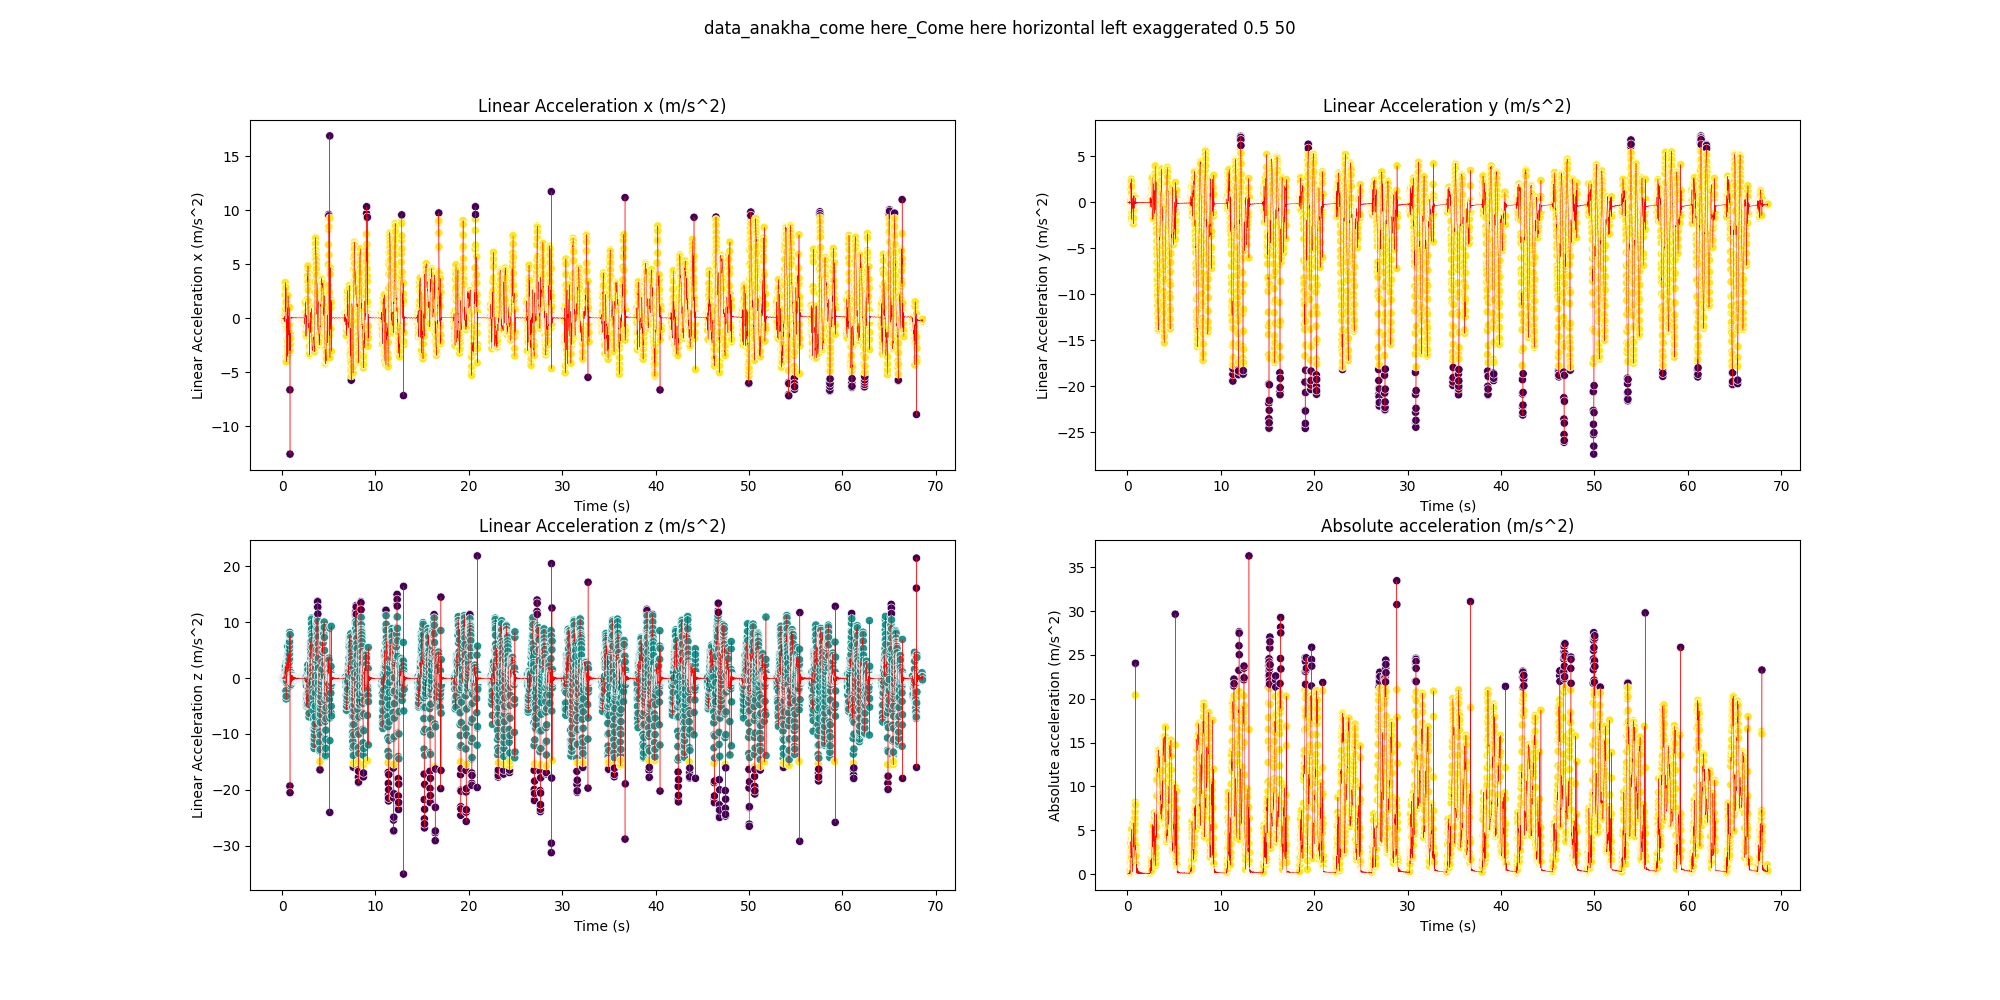 data_anakha_come here_Come here horizontal left exaggerated 0.5 50
Linear Acceleration x (m/s^2)
Linear Acceleration x (m/s^2)
15
10
5
0
−5
−10
0 10 20 30 40 50 60 70
Time (s)
Linear Acceleration y (m/s^2)
Linear Acceleration y (m/s^2)
5
0
−5
−10
−15
−20
−25
0 10 20 30 40 50 60 70
Time (s)
Linear Acceleration z (m/s^2)
Linear Acceleration z (m/s^2)
20
10
0
−10
−20
−30
0 10 20 30 40 50 60 70
Time (s)
Absolute acceleration (m/s^2)
Absolute acceleration (m/s^2)
35
30
25
20
15
10
5
0
0 10 20 30 40 50 60 70
Time (s)